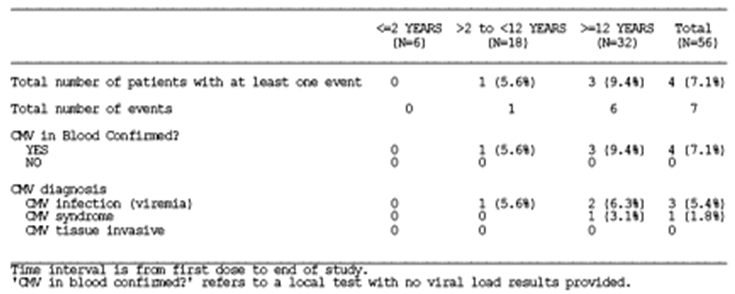 <=2 YEARS >2 to <12 YEARS >=12 YEARS Total
(N=6) (N=18) (N=32) (N=56)
Total number of patients with at least one event 0 1 (5.6%) 3 (9.4%) 4 (7.1%)
Total number of events 0 1 6 7
CMV in Blood Confirmed?
YES 0 1 (5.6%) 3 (9.4%) 4 (7.1%)
NO 0 0 0 0
CMV diagnosis
CMV infection (viremia) 0 1 (5.6%) 2 (6.3%) 3 (5.4%)
CMV syndrome 0 0 1 (3.1%) 1 (1.8%)
CMV tissue invasive 0 0 0 0
Time interval is from first dose to end of study.
'CMV in blood confirmed?' refers to a local test with no viral load results provided.